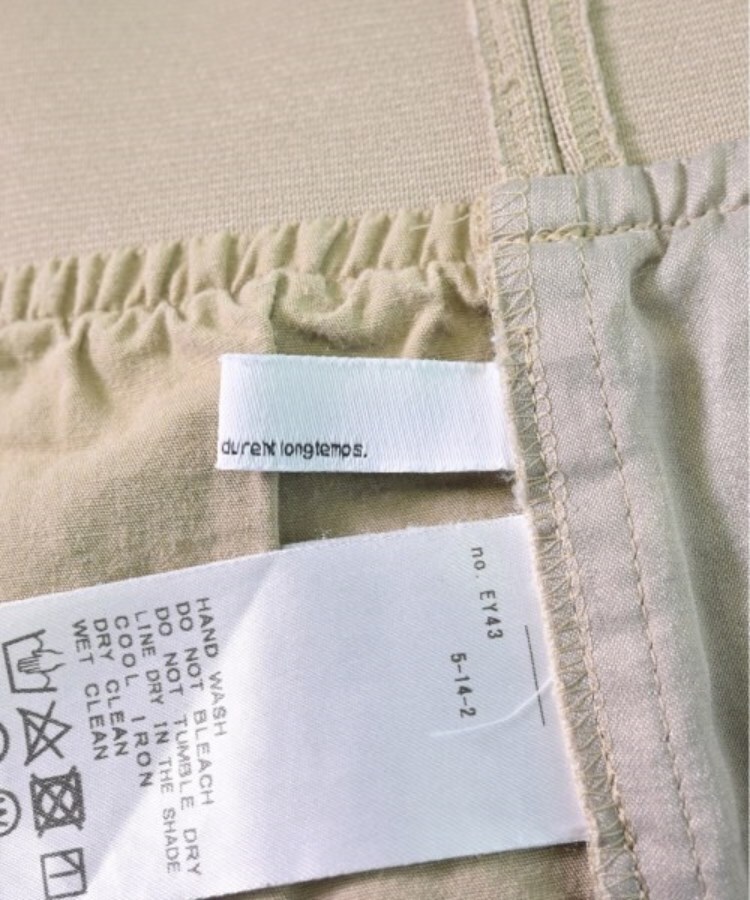 durent longtemps.
no. EY43
5-14-2
HAND WASH
DO NOT BLEACH
DO NOT TUMBLE DRY
LINE DRY IN THE SHADE
COOL IRON
DRY CLEAN
WET CLEAN
W